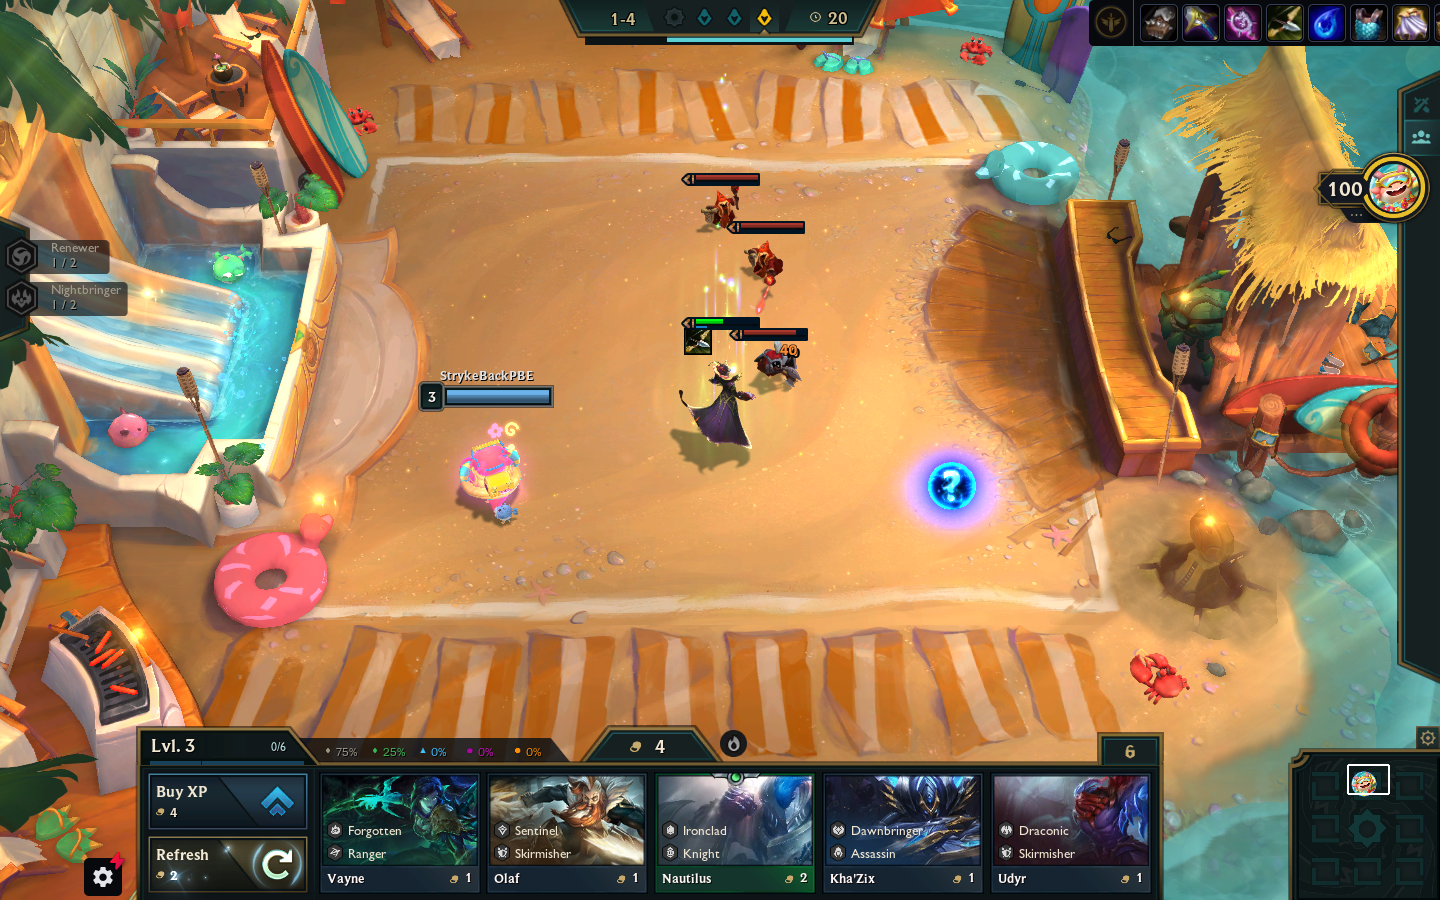 1-4
20
100
Renewer
1 / 2
Nightbringer
1 / 2
StrykeBackPBE
3
40
?
Lvl. 3
0/6
75%
25%
0%
0%
0%
4
6
Buy XP
4
Refresh
2
Forgotten
Ranger
Vayne
1
Sentinel
Skirmisher
Olaf
1
Ironclad
Knight
Nautilus
2
Dawnbringer
Assassin
Kha'Zix
1
Draconic
Skirmisher
Udyr
1